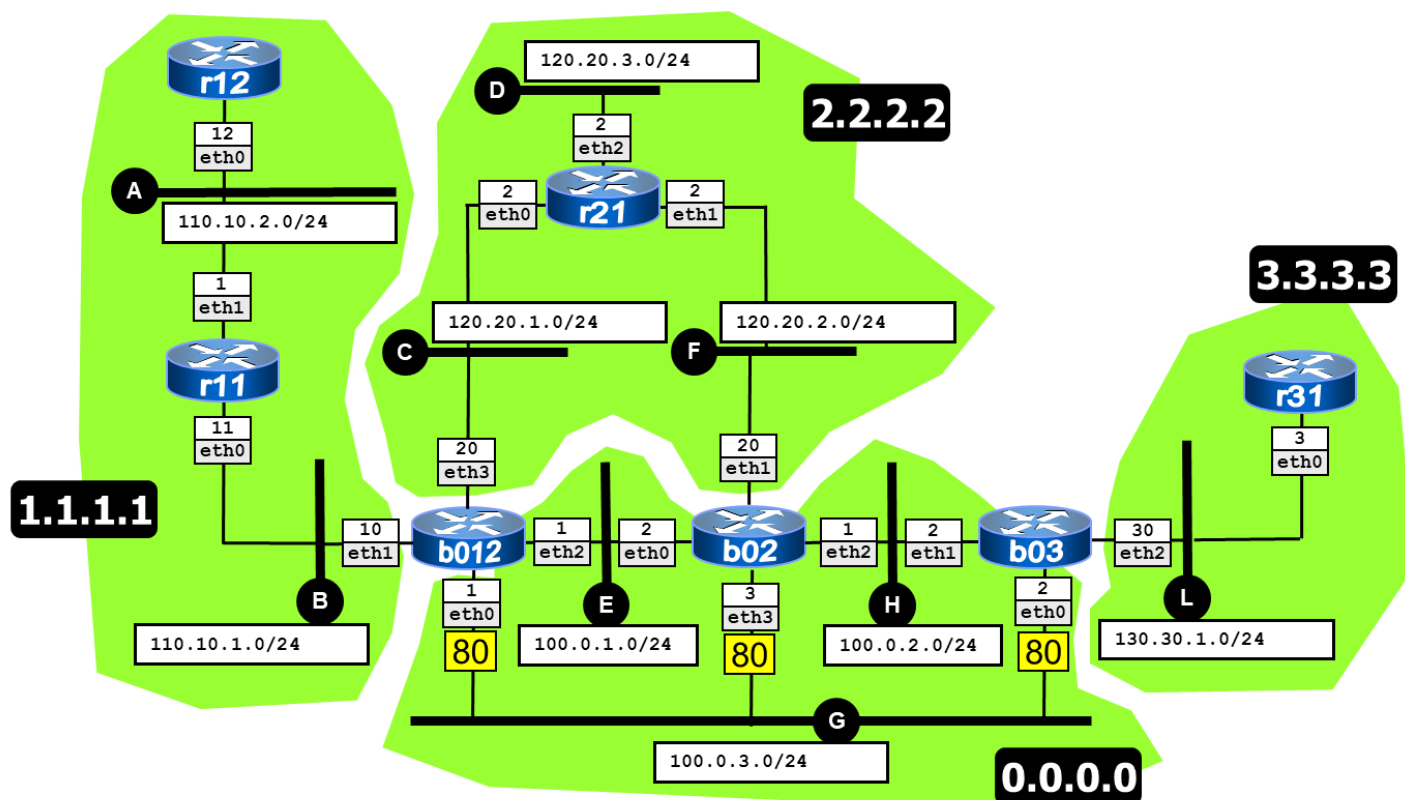 r12
12
eth0
A
110.10.2.0/24
1
eth1
r11
11
eth0
1.1.1.1
B
110.10.1.0/24
10
eth1
120.20.3.0/24
D
2
eth2
2.2.2.2
2
eth0
r21
2
eth1
120.20.1.0/24
C
120.20.2.0/24
F
20
eth3
20
eth1
b012
1
eth2
2
eth0
b02
1
eth2
2
eth1
b03
30
eth2
3.3.3.3
r31
3
eth0
L
130.30.1.0/24
E
100.0.1.0/24
H
100.0.2.0/24
1
eth0
80
3
eth3
80
2
eth0
80
G
100.0.3.0/24
0.0.0.0